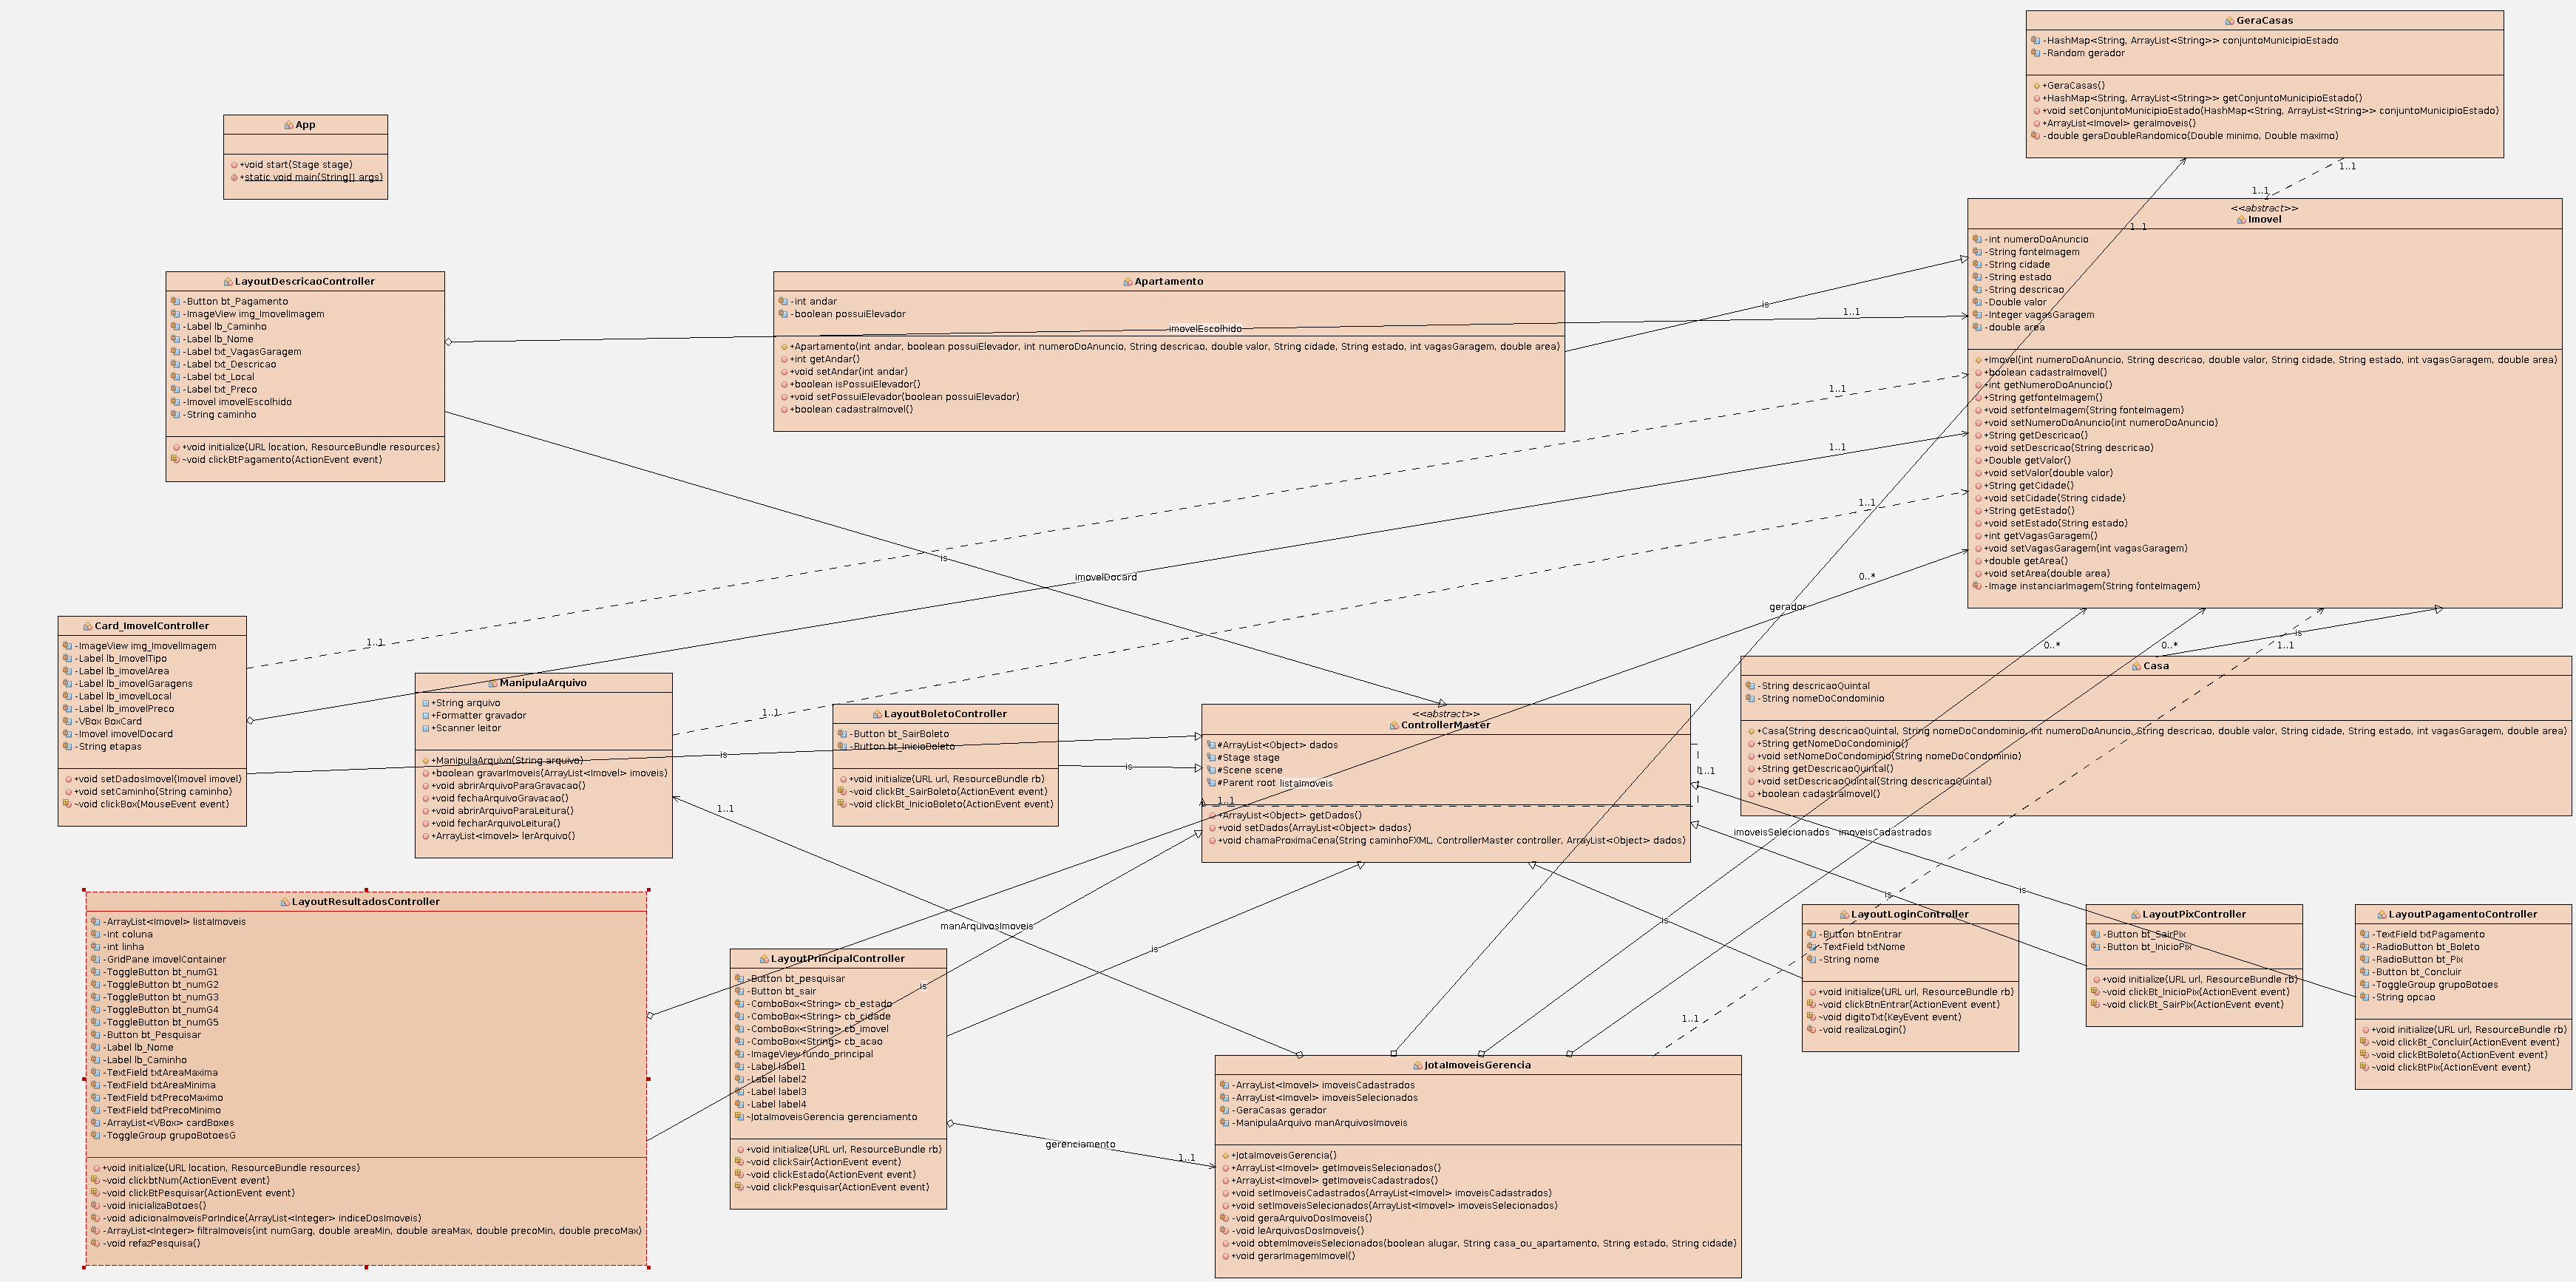 GeraCasas
-HashMap<String, ArrayList<String>> conjuntoMunicipioEstado
-Random gerador
+GeraCasas()
+HashMap<String, ArrayList<String>> getConjuntoMunicipioEstado()
+void setConjuntoMunicipioEstado(HashMap<String, ArrayList<String>> conjuntoMunicipioEstado)
+ArrayList<Imovel> geraImoveis()
-double geraDoubleRandomico(Double minimo, Double maximo)
App
+void start(Stage stage)
+static void main(String[] args)
1..1
1..1
<<abstract>>
Imovel
-int numeroDoAnuncio
-String fonteImagem
-String cidade
-String estado
-String descricao
-Double valor
-Integer vagasGaragem
-double area
+Imovel(int numeroDoAnuncio, String descricao, double valor, String cidade, String estado, int vagasGaragem, double area)
+boolean cadastraImovel()
+int getNumeroDoAnuncio()
+String getfonteImagem()
+void setfonteImagem(String fonteImagem)
+void setNumeroDoAnuncio(int numeroDoAnuncio)
+String getDescricao()
+void setDescricao(String descricao)
+Double getValor()
+void setValor(double valor)
+String getCidade()
+void setCidade(String cidade)
+String getEstado()
+void setEstado(String estado)
+int getVagasGaragem()
+void setVagasGaragem(int vagasGaragem)
+double getArea()
+void setArea(double area)
-Image instanciarImagem(String fonteImagem)
1..1
LayoutDescricaoController
-Button bt_Pagamento
-ImageView img_ImovelImagem
-Label lb_Caminho
-Label lb_Nome
-Label txt_VagasGaragem
-Label txt_Descricao
-Label txt_Local
-Label txt_Preco
-Imovel imovelEscolhido
-String caminho
+void initialize(URL location, ResourceBundle resources)
~void clickBtPagamento(ActionEvent event)
Apartamento
-int andar
-boolean possuiElevador
+Apartamento(int andar, boolean possuiElevador, int numeroDoAnuncio, String descricao, double valor, String cidade, String estado, int vagasGaragem, double area)
+int getAndar()
+void setAndar(int andar)
+boolean isPossuiElevador()
+void setPossuiElevador(boolean possuiElevador)
+boolean cadastraImovel()
imovelEscolhido
is
1..1
1..1
1..1
1..1
is
imovelDocard
0..*
gerador
1..1
1..1
Card_ImovelController
-ImageView img_ImovelImagem
-Label lb_ImovelTipo
-Label lb_imovelArea
-Label lb_imovelGaragens
-Label lb_imovelLocal
-Label lb_imovelPreco
-VBox BoxCard
-Imovel imovelDocard
-String etapas
+void setDadosImovel(Imovel imovel)
+void setCaminho(String caminho)
~void clickBox(MouseEvent event)
ManipulaArquivo
+String arquivo
+Formatter gravador
+Scanner leitor
+ManipulaArquivo(String arquivo)
+boolean gravarImoveis(ArrayList<Imovel> imoveis)
+void abrirArquivoParaGravacao()
+void fechaArquivoGravacao()
+void abrirArquivoParaLeitura()
+void fecharArquivoLeitura()
+ArrayList<Imovel> lerArquivo()
is
1..1
LayoutBoletoController
-Button bt_SairBoleto
-Button bt_InicioBoleto
+void initialize(URL url, ResourceBundle rb)
~void clickBt_SairBoleto(ActionEvent event)
~void clickBt_InicioBoleto(ActionEvent event)
is
<<abstract>>
ControllerMaster
#ArrayList<Object> dados
#Stage stage
#Scene scene
#Parent root
listaImoveis
1..1
1..1
+ArrayList<Object> getDados()
+void setDados(ArrayList<Object> dados)
+void chamaProximaCena(String caminhoFXML, ControllerMaster controller, ArrayList<Object> dados)
is
0..*
0..*
1..1
Casa
-String descricaoQuintal
-String nomeDoCondominio
+Casa(String descricaoQuintal, String nomeDoCondominio, int numeroDoAnuncio, String descricao, double valor, String cidade, String estado, int vagasGaragem, double area)
+String getNomeDoCondominio()
+void setNomeDoCondominio(String nomeDoCondominio)
+String getDescricaoQuintal()
+void setDescricaoQuintal(String descricaoQuintal)
+boolean cadastraImovel()
imoveisSelecionados
imoveisCadastrados
LayoutResultadosController
-ArrayList<Imovel> listaImoveis
-int coluna
-int linha
-GridPane imovelContainer
-ToggleButton bt_numG1
-ToggleButton bt_numG2
-ToggleButton bt_numG3
-ToggleButton bt_numG4
-ToggleButton bt_numG5
-Button bt_Pesquisar
-Label lb_Nome
-Label lb_Caminho
-TextField txtAreaMaxima
-TextField txtAreaMinima
-TextField txtPrecoMaximo
-TextField txtPrecoMinimo
-ArrayList<VBox> cardBoxes
-ToggleGroup grupoBotoesG
+void initialize(URL location, ResourceBundle resources)
~void clickbtNum(ActionEvent event)
~void clickBtPesquisar(ActionEvent event)
-void inicializaBotoes()
-void adicionaImoveisPorIndice(ArrayList<Integer> indiceDosImoveis)
-ArrayList<Integer> filtraImoveis(int numGarg, double areaMin, double areaMax, double precoMin, double precoMax)
-void refazPesquisa()
manArquivosImoveis
is
is
is
is
is
LayoutPrincipalController
-Button bt_pesquisar
-Button bt_sair
-ComboBox<String> cb_estado
-ComboBox<String> cb_cidade
-ComboBox<String> cb_imovel
-ComboBox<String> cb_acao
-ImageView fundo_principal
-Label label1
-Label label2
-Label label3
-Label label4
~JotaImoveisGerencia gerenciamento
+void initialize(URL url, ResourceBundle rb)
~void clickSair(ActionEvent event)
~void clickEstado(ActionEvent event)
~void clickPesquisar(ActionEvent event)
gerenciamento
1..1
1..1
JotaImoveisGerencia
-ArrayList<Imovel> imoveisCadastrados
-ArrayList<Imovel> imoveisSelecionados
-GeraCasas gerador
-ManipulaArquivo manArquivosImoveis
+JotaImoveisGerencia()
+ArrayList<Imovel> getImoveisSelecionados()
+ArrayList<Imovel> getImoveisCadastrados()
+void setImoveisCadastrados(ArrayList<Imovel> imoveisCadastrados)
+void setImoveisSelecionados(ArrayList<Imovel> imoveisSelecionados)
-void geraArquivoDosImoveis()
-void leArquivosDosImoveis()
+void obtemImoveisSelecionados(boolean alugar, String casa_ou_apartamento, String estado, String cidade)
+void gerarImagemImovel()
LayoutLoginController
-Button btnEntrar
-TextField txtNome
-String nome
+void initialize(URL url, ResourceBundle rb)
~void clickBtnEntrar(ActionEvent event)
~void digitoTxt(KeyEvent event)
-void realizaLogin()
LayoutPixController
-Button bt_SairPix
-Button bt_InicioPix
+void initialize(URL url, ResourceBundle rb)
~void clickBt_InicioPix(ActionEvent event)
~void clickBt_SairPix(ActionEvent event)
LayoutPagamentoController
-TextField txtPagamento
-RadioButton bt_Boleto
-RadioButton bt_Pix
-Button bt_Concluir
-ToggleGroup grupoBotoes
-String opcao
+void initialize(URL url, ResourceBundle rb)
~void clickBt_Concluir(ActionEvent event)
~void clickBtBoleto(ActionEvent event)
~void clickBtPix(ActionEvent event)